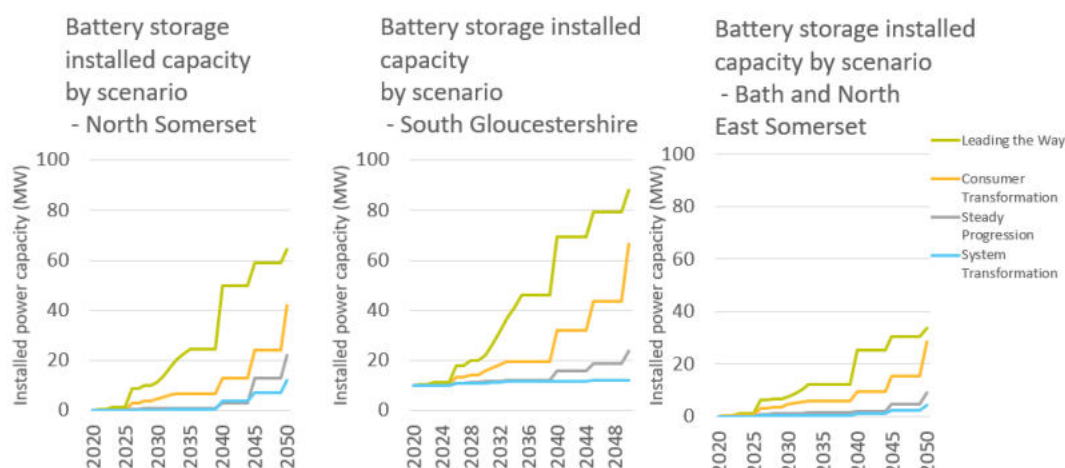 Battery storage
installed capacity
by scenario
- North Somerset
Installed power capacity (MW)
100
80
60
40
20
0
2020
2025
2030
2035
2040
2045
2050
Battery storage installed
capacity
by scenario
- South Gloucestershire
Installed power capacity (MW)
100
80
60
40
20
0
2020
2024
2028
2032
2036
2040
2044
2048
Battery storage installed
capacity by scenario
- Bath and North
East Somerset
Installed power capacity (MW)
100
80
60
40
20
0
2020
2025
2030
2035
2040
2045
2050
Leading the Way
Consumer
Transformation
Steady
Progression
System
Transformation